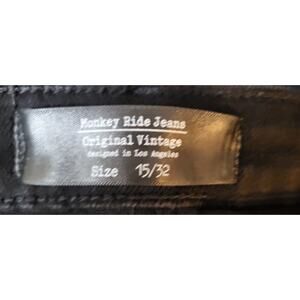 Monkey Ride Jeans
Original Vintage
designed in Los Angeles
Size 15/32